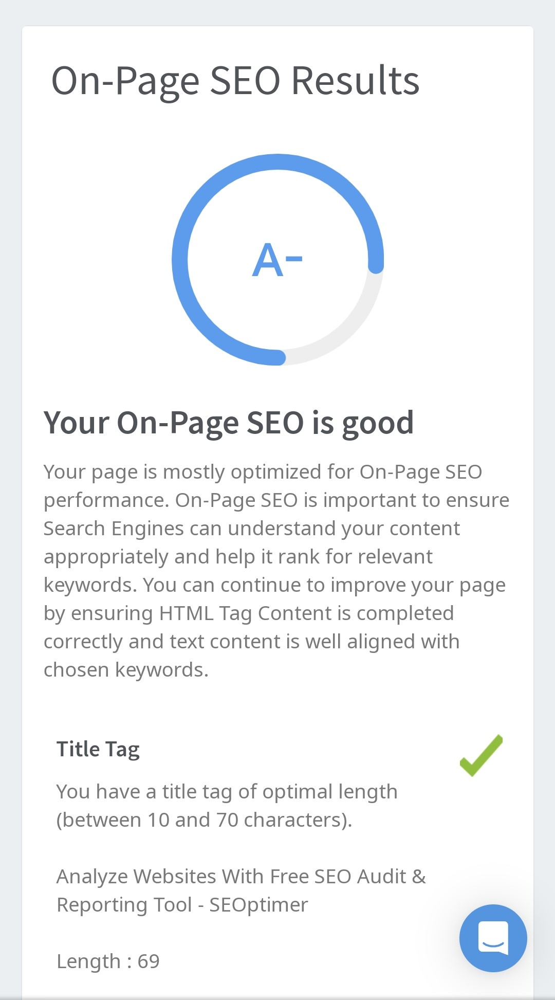 On-Page SEO Results
A-
Your On-Page SEO is good
Your page is mostly optimized for On-Page SEO
performance. On-Page SEO is important to ensure
Search Engines can understand your content
appropriately and help it rank for relevant
keywords. You can continue to improve your page
by ensuring HTML Tag Content is completed
correctly and text content is well aligned with
chosen keywords.
Title Tag
You have a title tag of optimal length
(between 10 and 70 characters).
Analyze Websites With Free SEO Audit &
Reporting Tool - SEOptimer
Length : 69